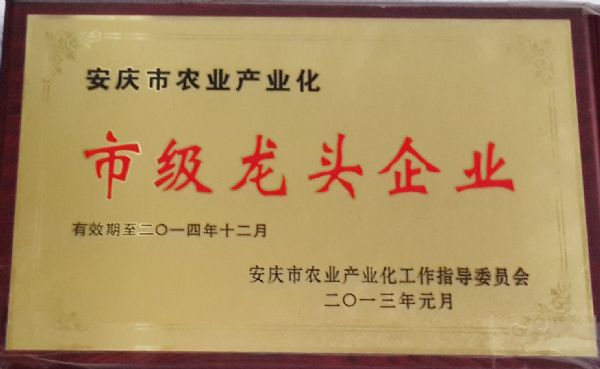 安庆市农业产业化
市级龙头企业
有效期至二〇一四年十二月
安庆市农业产业化工作指导委员会
二〇一三年元月